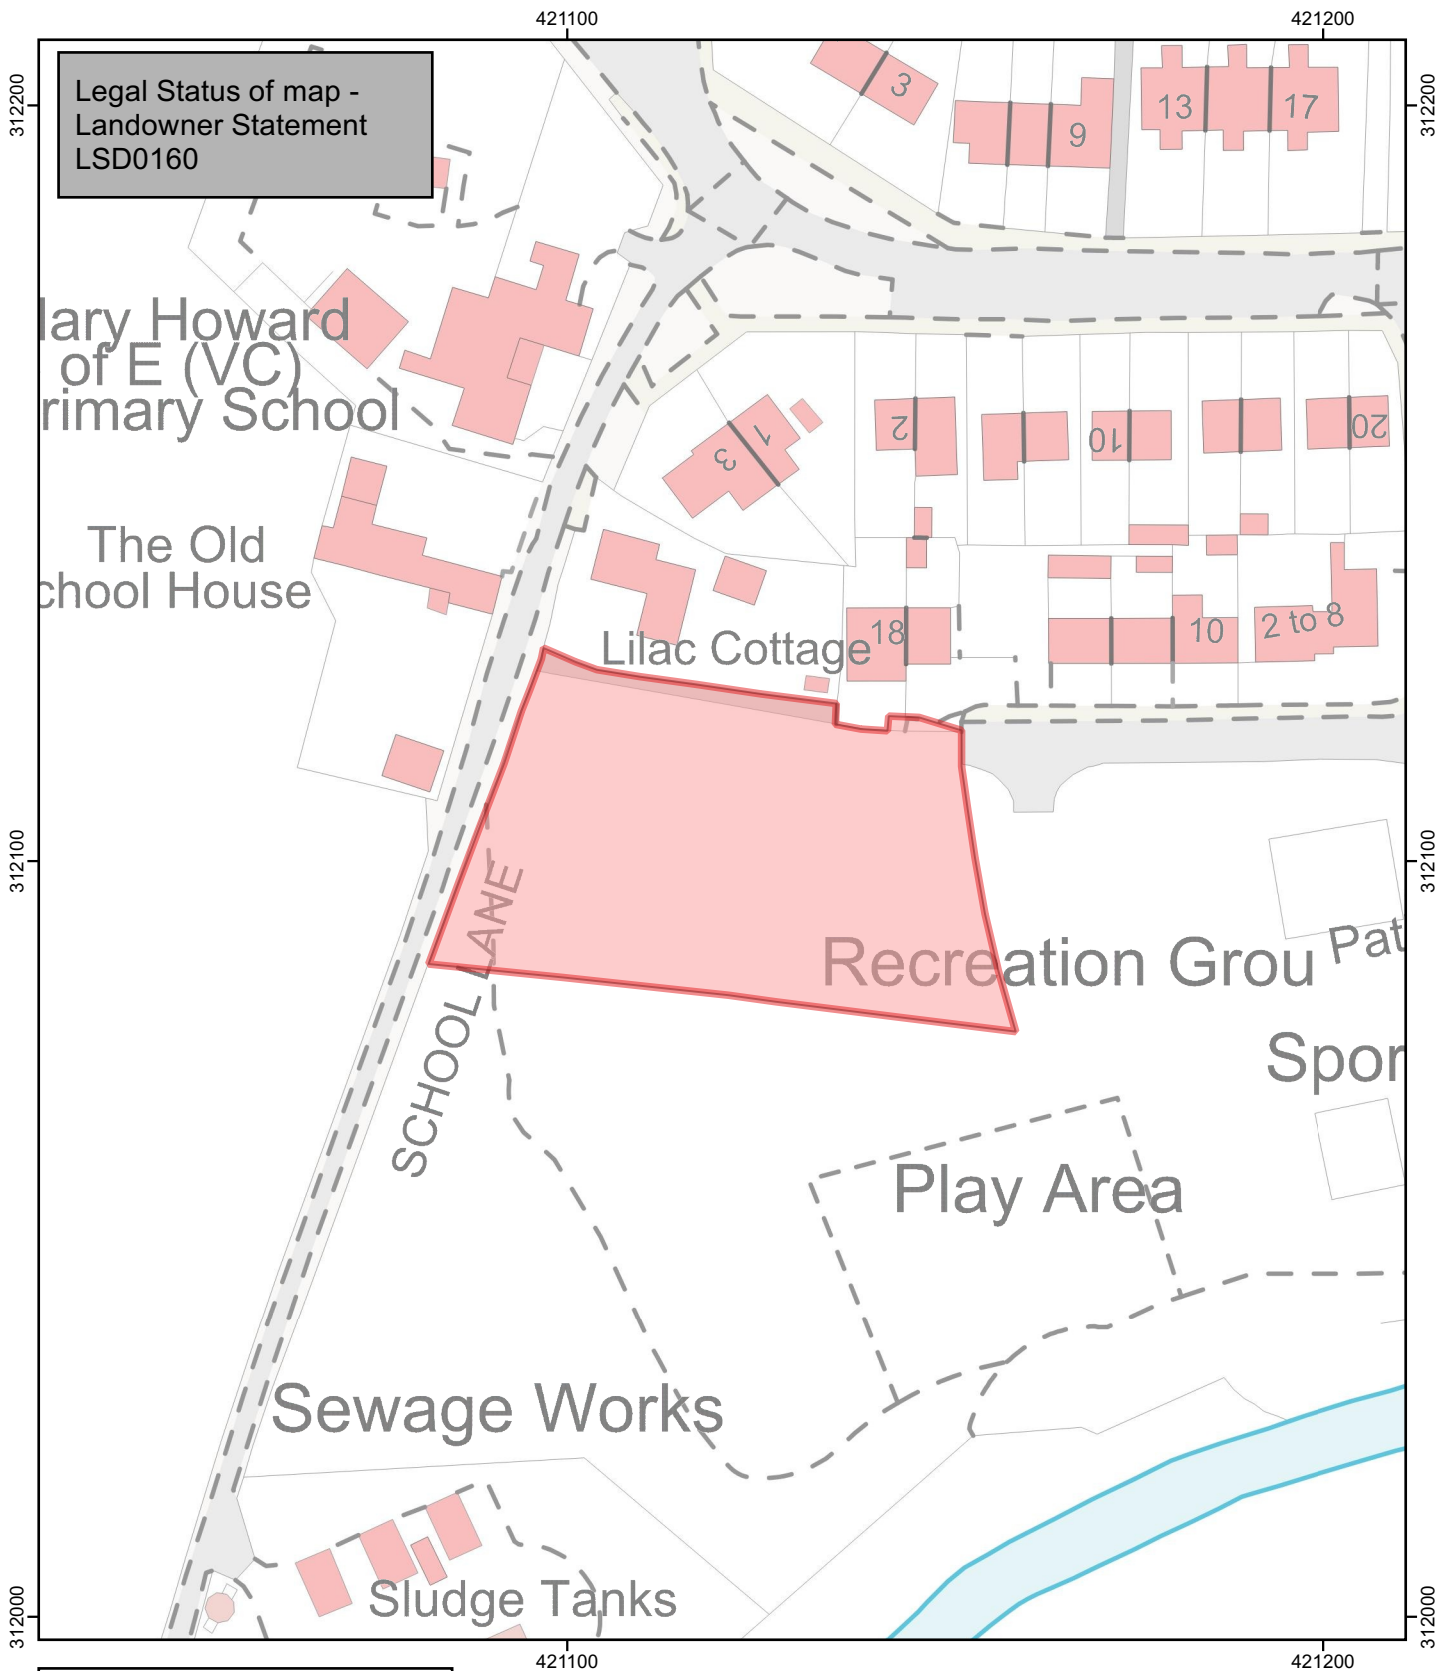 421100
421200
312200
312200
Legal Status of map -
Landowner Statement
LSD0160
3
9
13
17
lary Howard
of E (VC)
rimary School
1
3
2
10
20
The Old
chool House
Lilac Cottage
18
10
2 to 8
312100
312100
SCHOOL LANE
Recreation Grou
Pat
Spor
Play Area
Sewage Works
Sludge Tanks
312000
312000
421100
421200